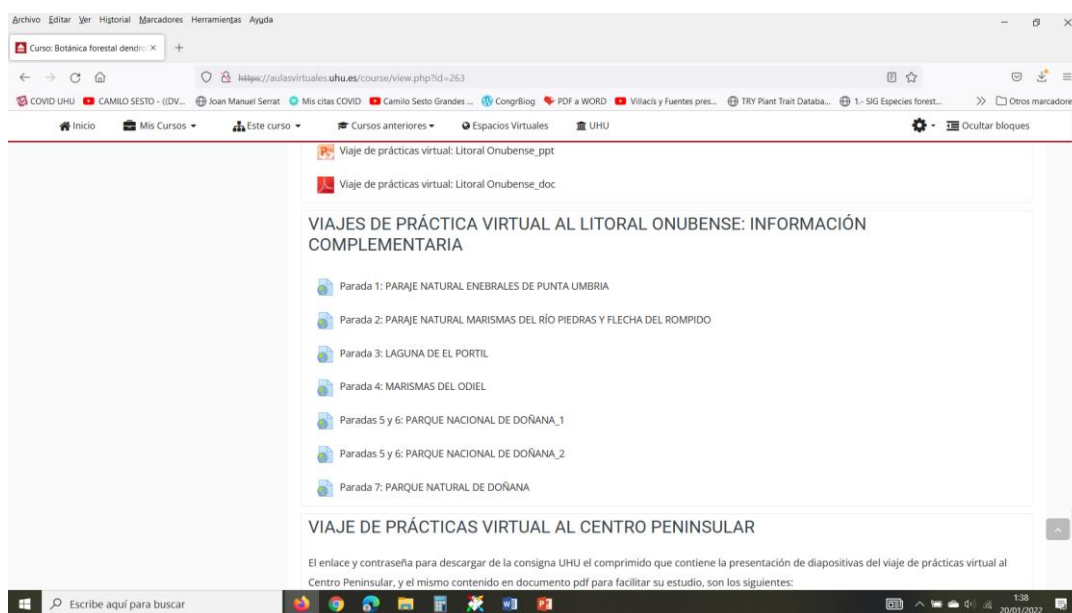 Archivo Editar Ver Historial Marcadores Herramientas Ayuda
Curso: Botánica forestal dendro
https://aulasvirtuales.uhu.es/course/view.php?id=263
COVID UHU CAMILO SESTO - ((DV... Joan Manuel Serrat Mis citas COVID Camilo Sesto Grandes ... CongrBiog PDF a WORD Villacís y Fuentes pres... TRY Plant Trait Databa... 1.- SIG Especies forest... Otros marcadores
Inicio Mis Cursos Este curso Cursos anteriores Espacios Virtuales UHU Ocultar bloques
Viaje de prácticas virtual: Litoral Onubense_ppt
Viaje de prácticas virtual: Litoral Onubense_doc
VIAJES DE PRÁCTICA VIRTUAL AL LITORAL ONUBENSE: INFORMACIÓN
COMPLEMENTARIA
Parada 1: PARAJE NATURAL ENEBRALES DE PUNTA UMBRIA
Parada 2: PARAJE NATURAL MARISMAS DEL RÍO PIEDRAS Y FLECHA DEL ROMPIDO
Parada 3: LAGUNA DE EL PORTIL
Parada 4: MARISMAS DEL ODIEL
Paradas 5 y 6: PARQUE NACIONAL DE DOÑANA_1
Paradas 5 y 6: PARQUE NACIONAL DE DOÑANA_2
Parada 7: PARQUE NATURAL DE DOÑANA
VIAJE DE PRÁCTICAS VIRTUAL AL CENTRO PENINSULAR
El enlace y contraseña para descargar de la consigna UHU el comprimido que contiene la presentación de diapositivas del viaje de prácticas virtual al
Centro Peninsular, y el mismo contenido en documento pdf para facilitar su estudio, son los siguientes:
Escribe aquí para buscar
1:38
20/01/2022